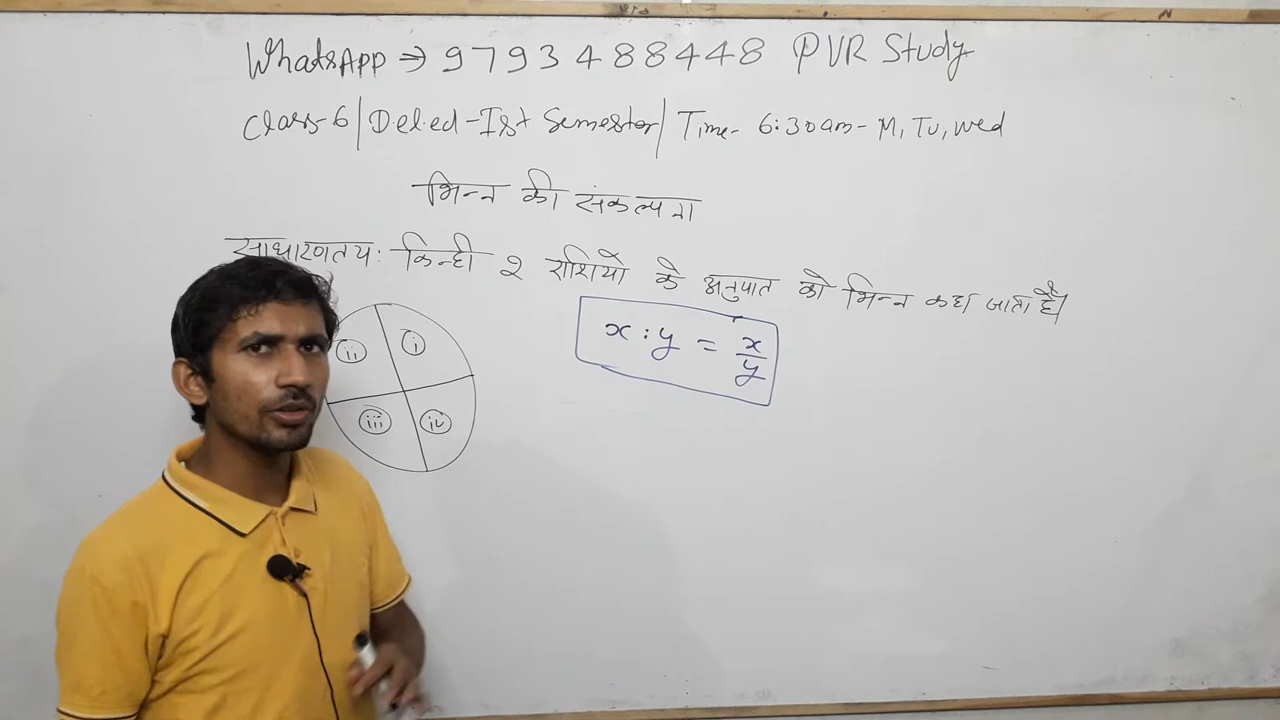 WhatsApp → 9793488448 PVR Study
Class-6 | D.el.ed - Ist Semester | Time - 6:30am - M, Tu, Wed
भिन्न की संकल्पना
साधारणतयः किन्ही 2 राशियों के अनुपात को भिन्न कहा जाता है।
x : y = x/y
ii i
iii iv